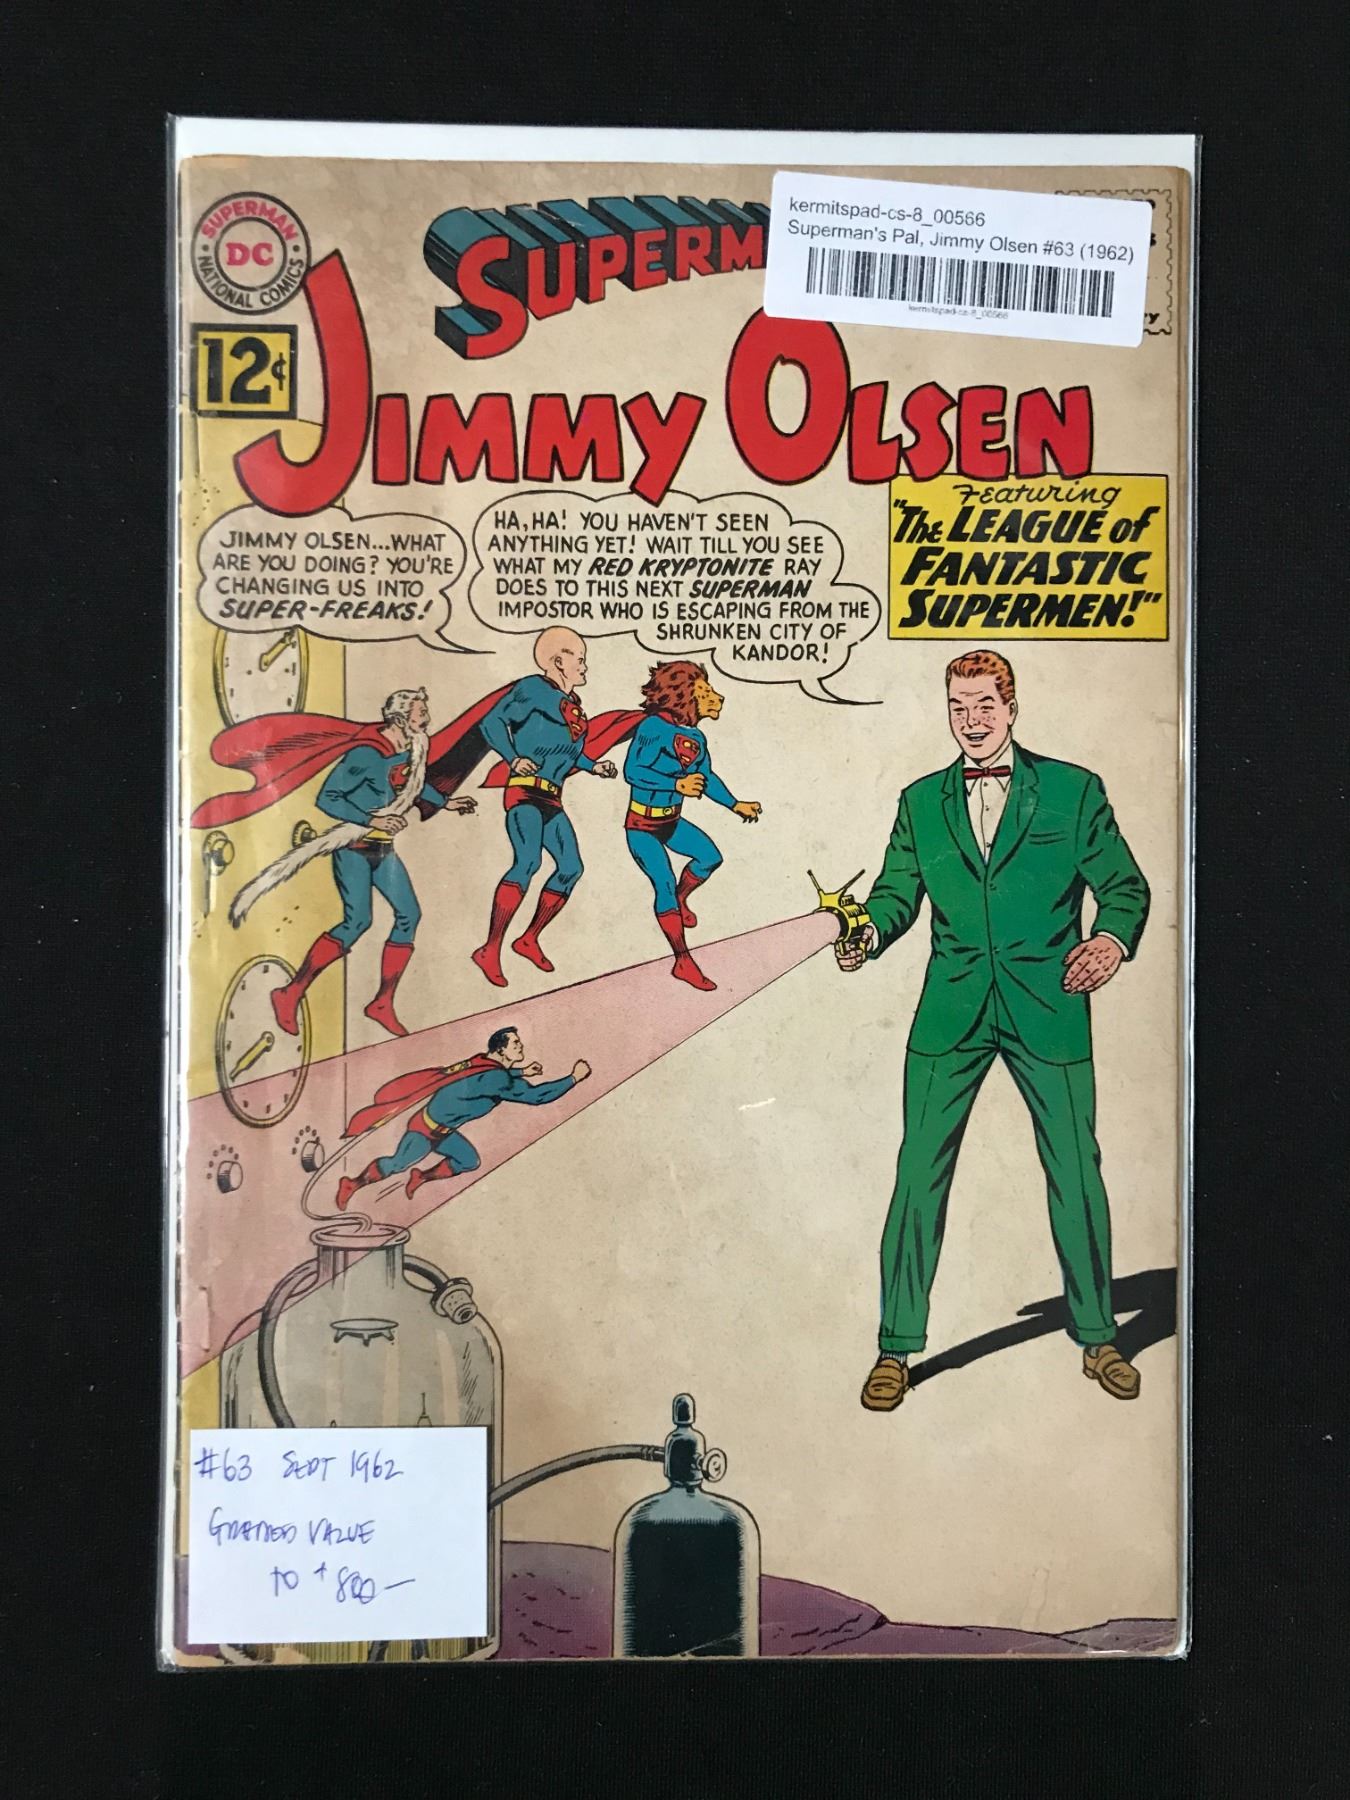 kermitspad-cs-8_00566
Superman's Pal, Jimmy Olsen #63 (1962)
kermitspad-cs-8_00566
SUPERMAN
DC
NATIONAL COMICS
12¢
SUPERM
JIMMY OLSEN
Featuring
"The LEAGUE of
FANTASTIC
SUPERMEN!"
JIMMY OLSEN...WHAT
ARE YOU DOING? YOU'RE
CHANGING US INTO
SUPER-FREAKS!
HA, HA! YOU HAVEN'T SEEN
ANYTHING YET! WAIT TILL YOU SEE
WHAT MY RED KRYPTONITE RAY
DOES TO THIS NEXT SUPERMAN
IMPOSTOR WHO IS ESCAPING FROM THE
SHRUNKEN CITY OF
KANDOR!
#63 SEPT 1962
GRADED VALUE
TO $800—